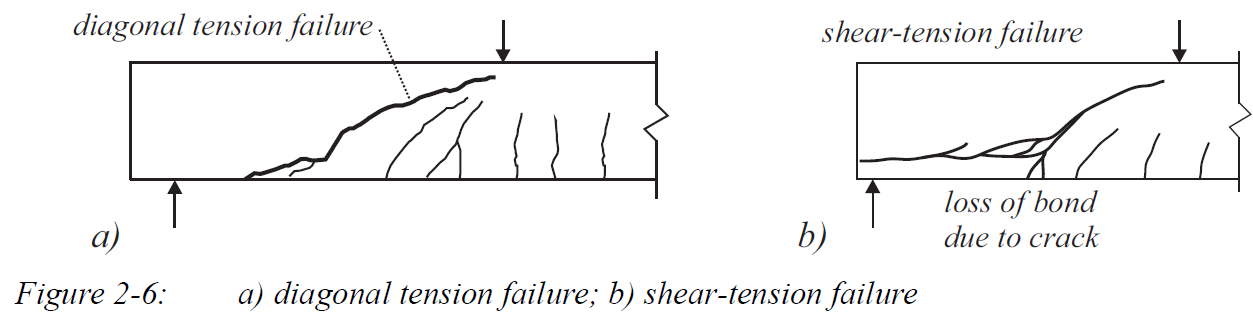 diagonal tension failure
shear-tension failure
a)
b)
loss of bond
due to crack
Figure 2-6: a) diagonal tension failure; b) shear-tension failure